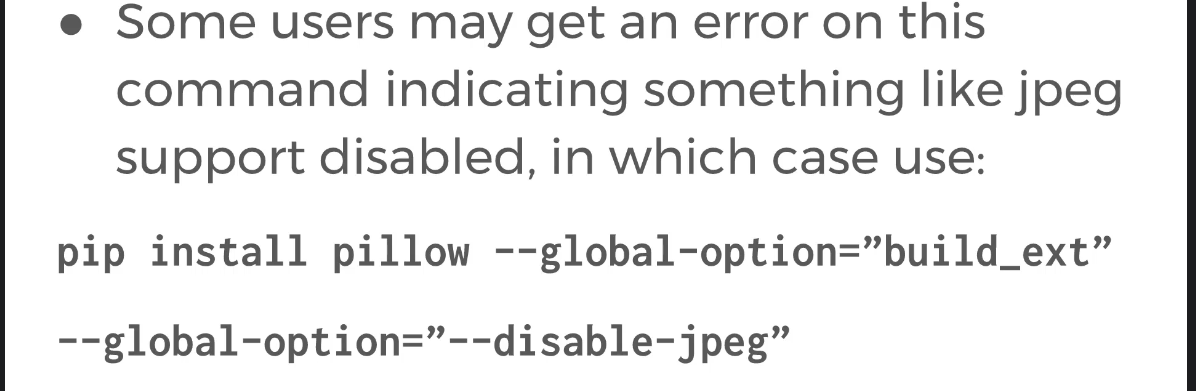 ● Some users may get an error on this
command indicating something like jpeg
support disabled, in which case use:
pip install pillow --global-option=”build_ext”
--global-option=”--disable-jpeg”